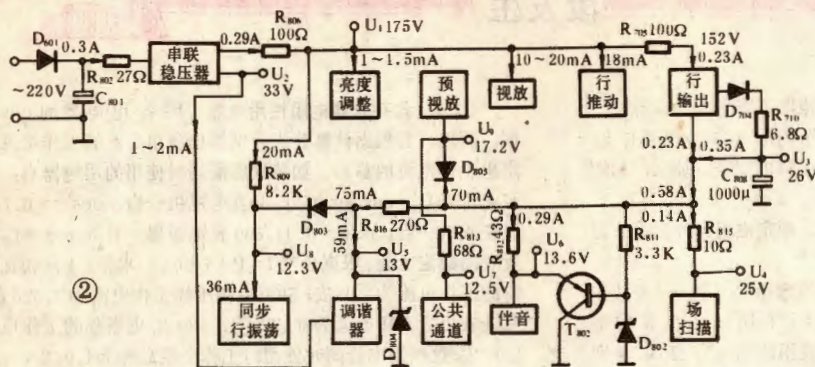 D801
0.3A
R802 27Ω
~220V
C801
串联
稳压器
0.29A
R806
100Ω
U2
33V
1~2mA
U1 175V
1~1.5mA
亮度
调整
预
视放
10~20mA
视放
18mA
行
推动
R705 100Ω
152V
0.23A
行
输出
D704
R710
6.8Ω
U9
17.2V
0.23A
0.35A
U3
26V
C808
1000μ
20mA
R809
8.2K
D803
75mA
R816
270Ω
D805
70mA
0.58A
0.29A
0.14A
59mA
R813
68Ω
R812 43Ω
U6
13.6V
R811
3.3K
R815
10Ω
U8
12.3V
U5
13V
U7
12.5V
U4
25V
②
36mA
同步
行振荡
调谐
器
D804
公共
通道
伴音
T802
D802
场
扫描